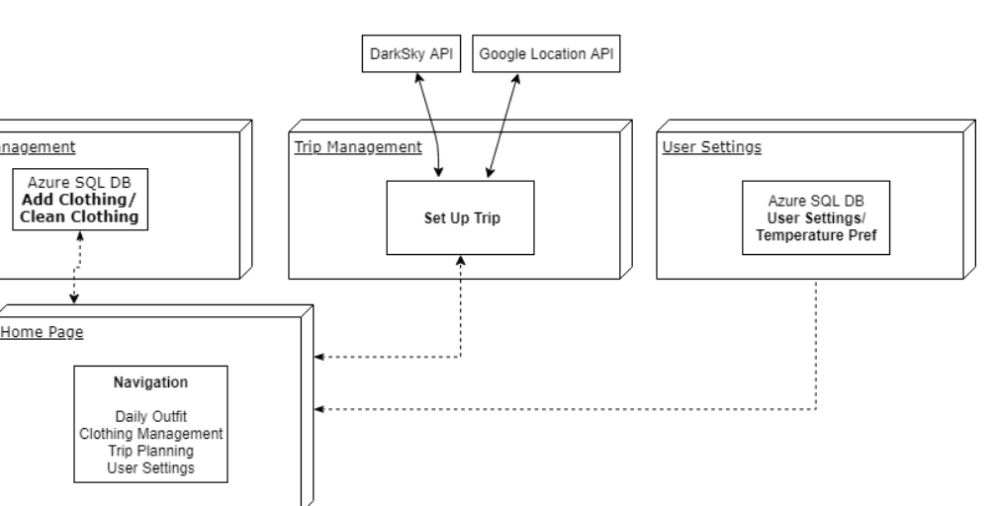 DarkSky API
Google Location API
nagement
Azure SQL DB
Add Clothing/
Clean Clothing
Trip Management
Set Up Trip
User Settings
Azure SQL DB
User Settings/
Temperature Pref
Home Page
Navigation
Daily Outfit
Clothing Management
Trip Planning
User Settings